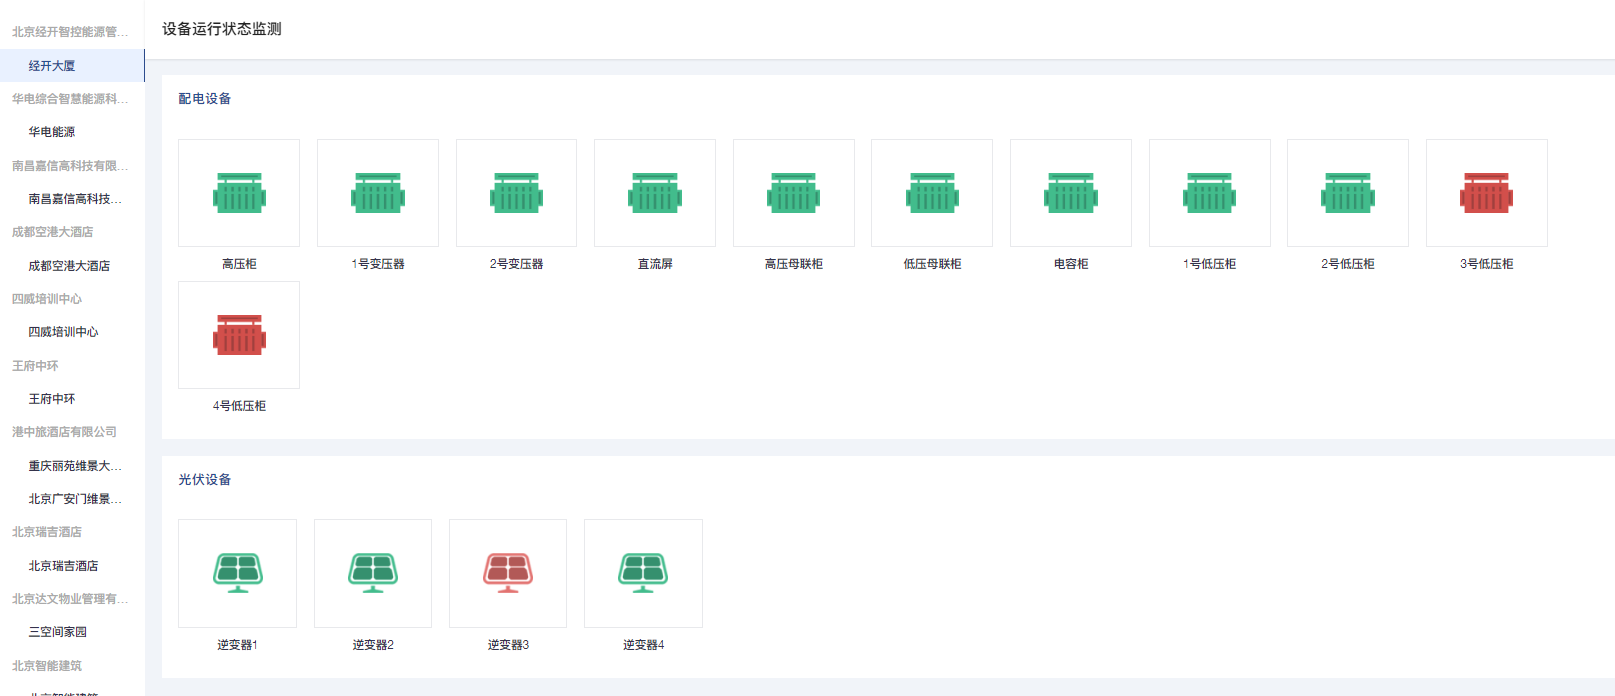 北京经开智控能源管...
经开大厦
华电综合智慧能源科...
华电能源
南昌嘉信高科技有限...
南昌嘉信高科技...
成都空港大酒店
成都空港大酒店
四威培训中心
四威培训中心
王府中环
王府中环
港中旅酒店有限公司
重庆丽苑维景大...
北京广安门维景...
北京瑞吉酒店
北京瑞吉酒店
北京达文物业管理有...
三空间家园
北京智能建筑
北京智能建筑
设备运行状态监测
配电设备
高压柜
1号变压器
2号变压器
直流屏
高压母联柜
低压母联柜
电容柜
1号低压柜
2号低压柜
3号低压柜
4号低压柜
光伏设备
逆变器1
逆变器2
逆变器3
逆变器4